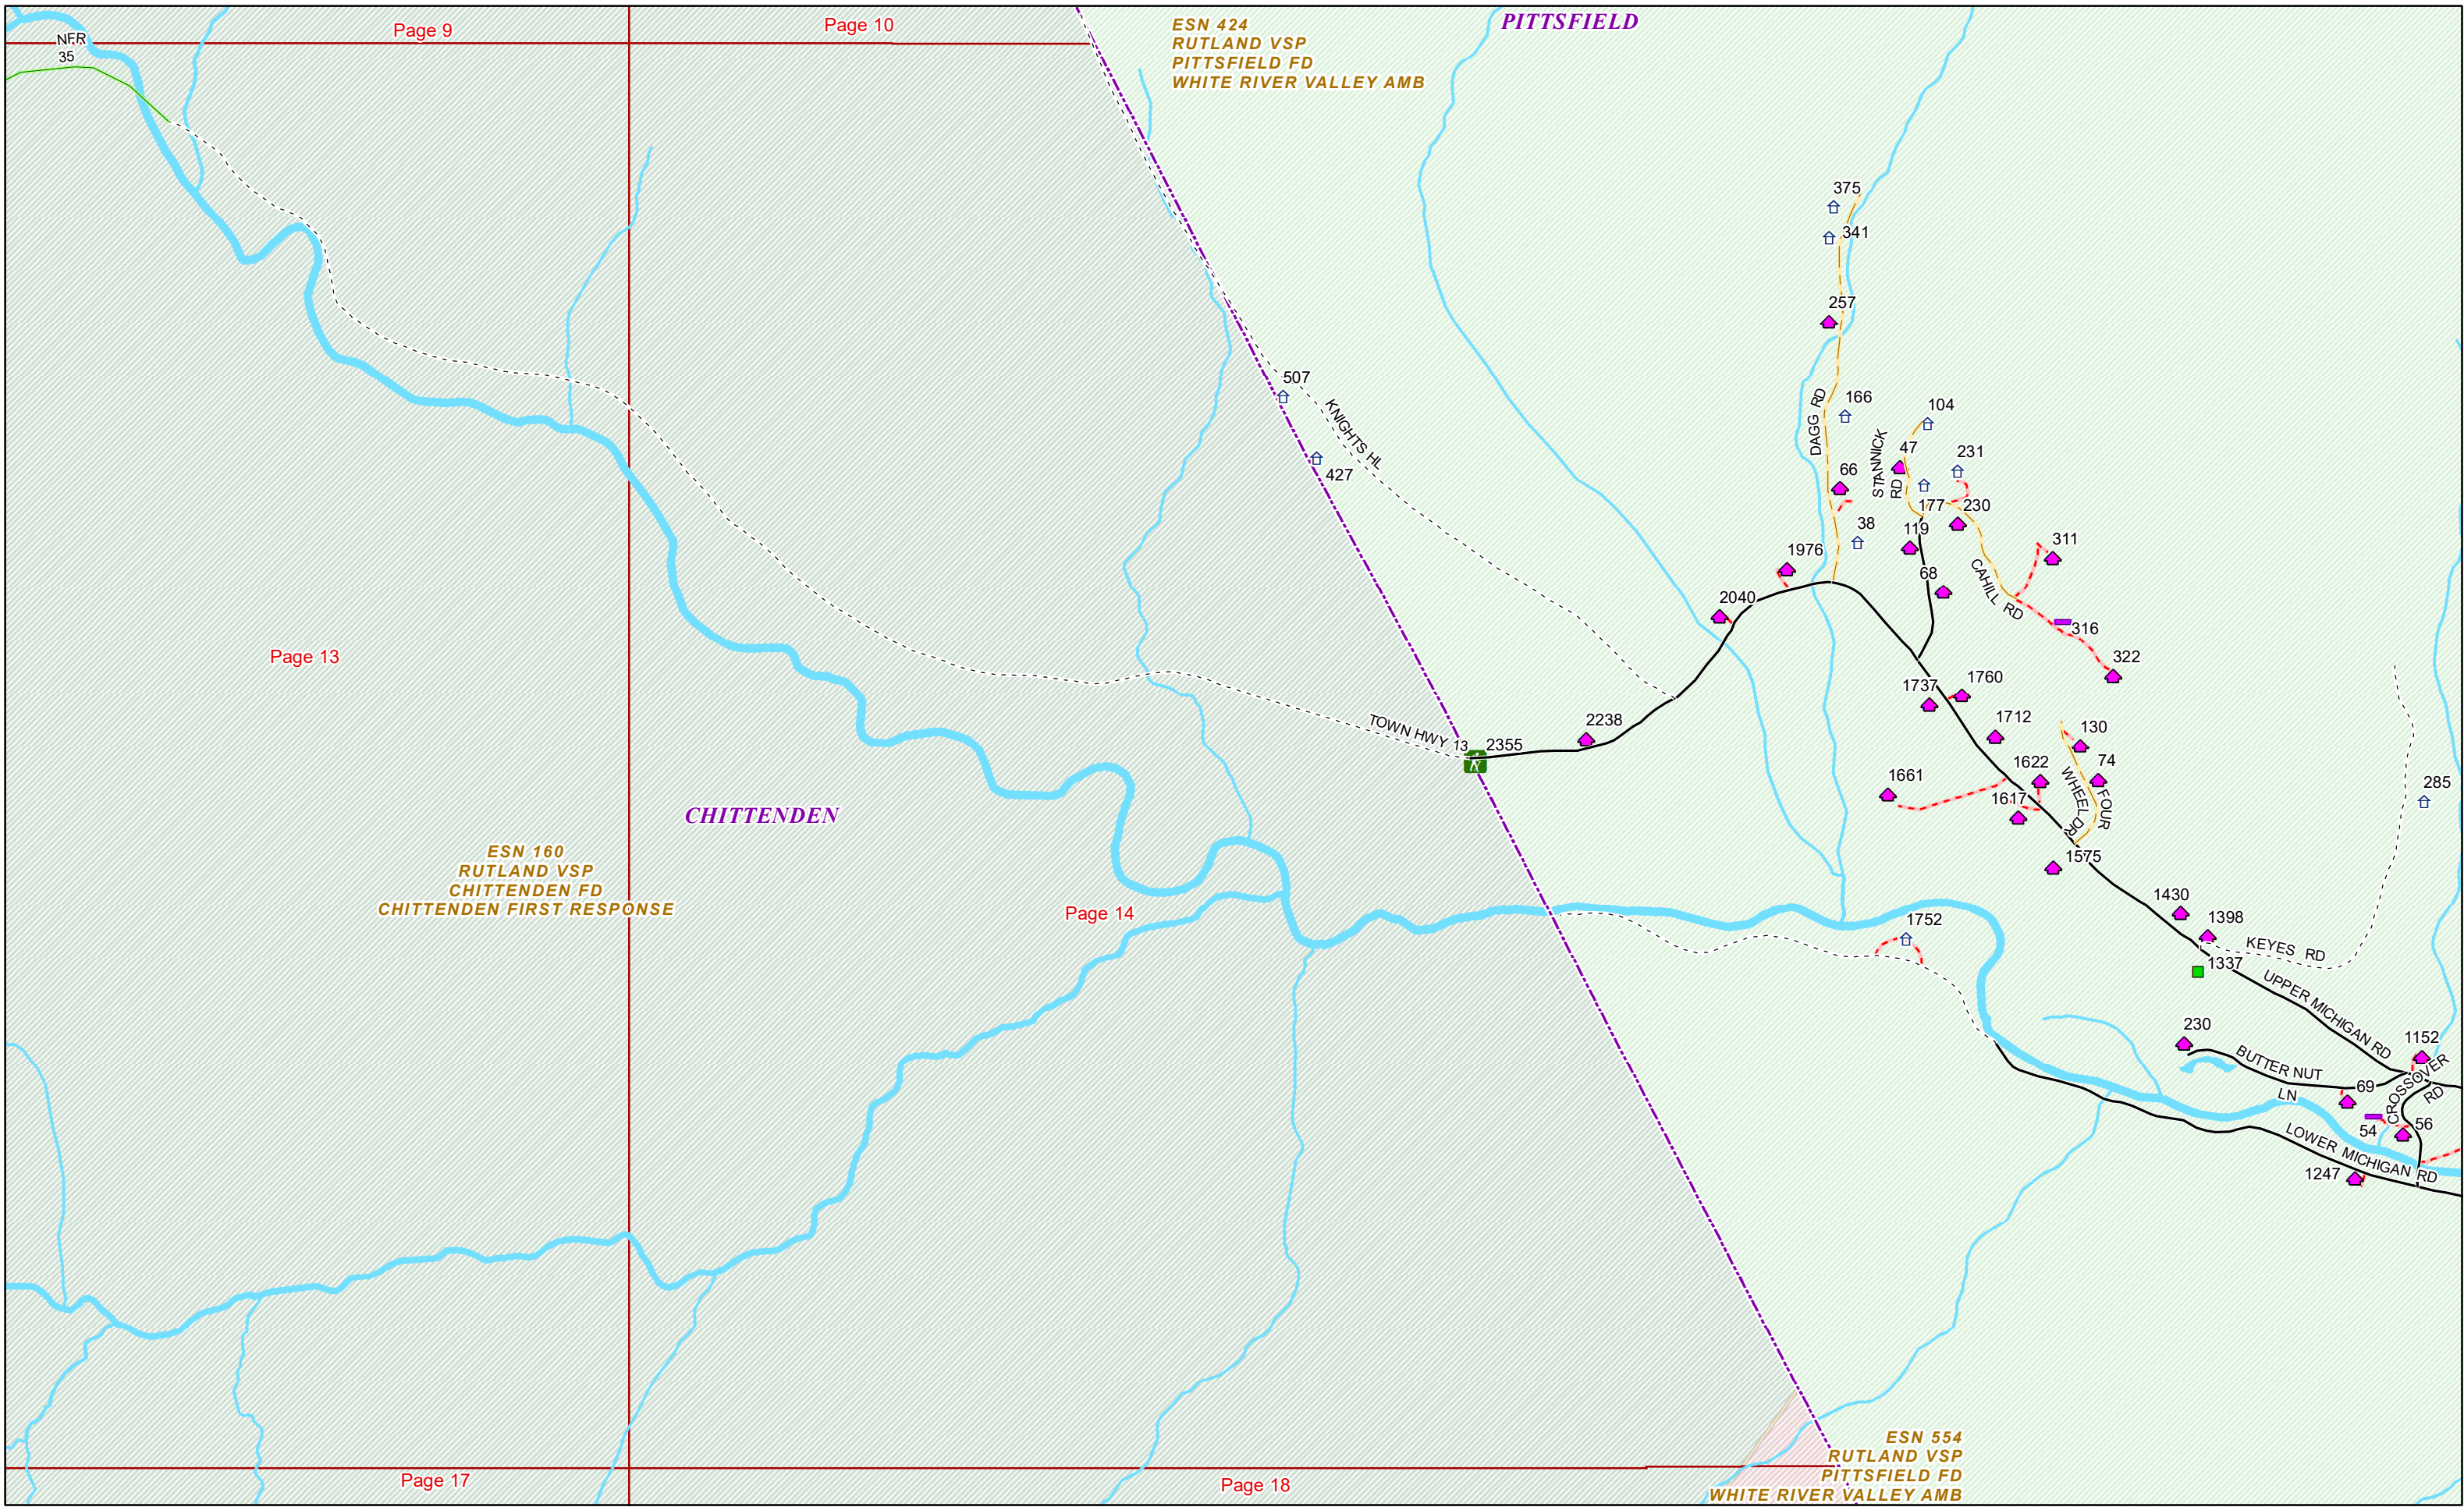 Page 9
Page 10
NFR
35
ESN 424
RUTLAND VSP
PITTSFIELD FD
WHITE RIVER VALLEY AMB
PITTSFIELD
375
341
257
507
KNIGHTS HL
427
DAGG RD
166
104
STANNICK
RD
47
231
66
177
230
38
119
311
1976
68
CAHILL RD
2040
316
322
Page 13
1737
1760
1712
130
TOWN HWY 13
2355
2238
1622
74
1661
1617
FOUR
WHEEL DR
285
CHITTENDEN
ESN 160
RUTLAND VSP
CHITTENDEN FD
CHITTENDEN FIRST RESPONSE
Page 14
1575
1430
1398
1752
KEYES RD
1337
UPPER MICHIGAN RD
230
1152
BUTTER NUT
LN
69
CROSSOVER
RD
54
56
LOWER MICHIGAN RD
1247
ESN 554
RUTLAND VSP
PITTSFIELD FD
WHITE RIVER VALLEY AMB
Page 17
Page 18